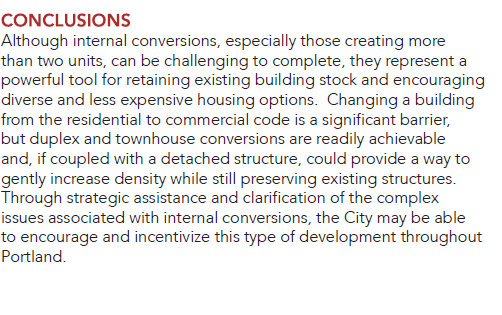 CONCLUSIONS
Although internal conversions, especially those creating more
than two units, can be challenging to complete, they represent a
powerful tool for retaining existing building stock and encouraging
diverse and less expensive housing options.  Changing a building
from the residential to commercial code is a significant barrier,
but duplex and townhouse conversions are readily achievable
and, if coupled with a detached structure, could provide a way to
gently increase density while still preserving existing structures.
Through strategic assistance and clarification of the complex
issues associated with internal conversions, the City may be able
to encourage and incentivize this type of development throughout
Portland.